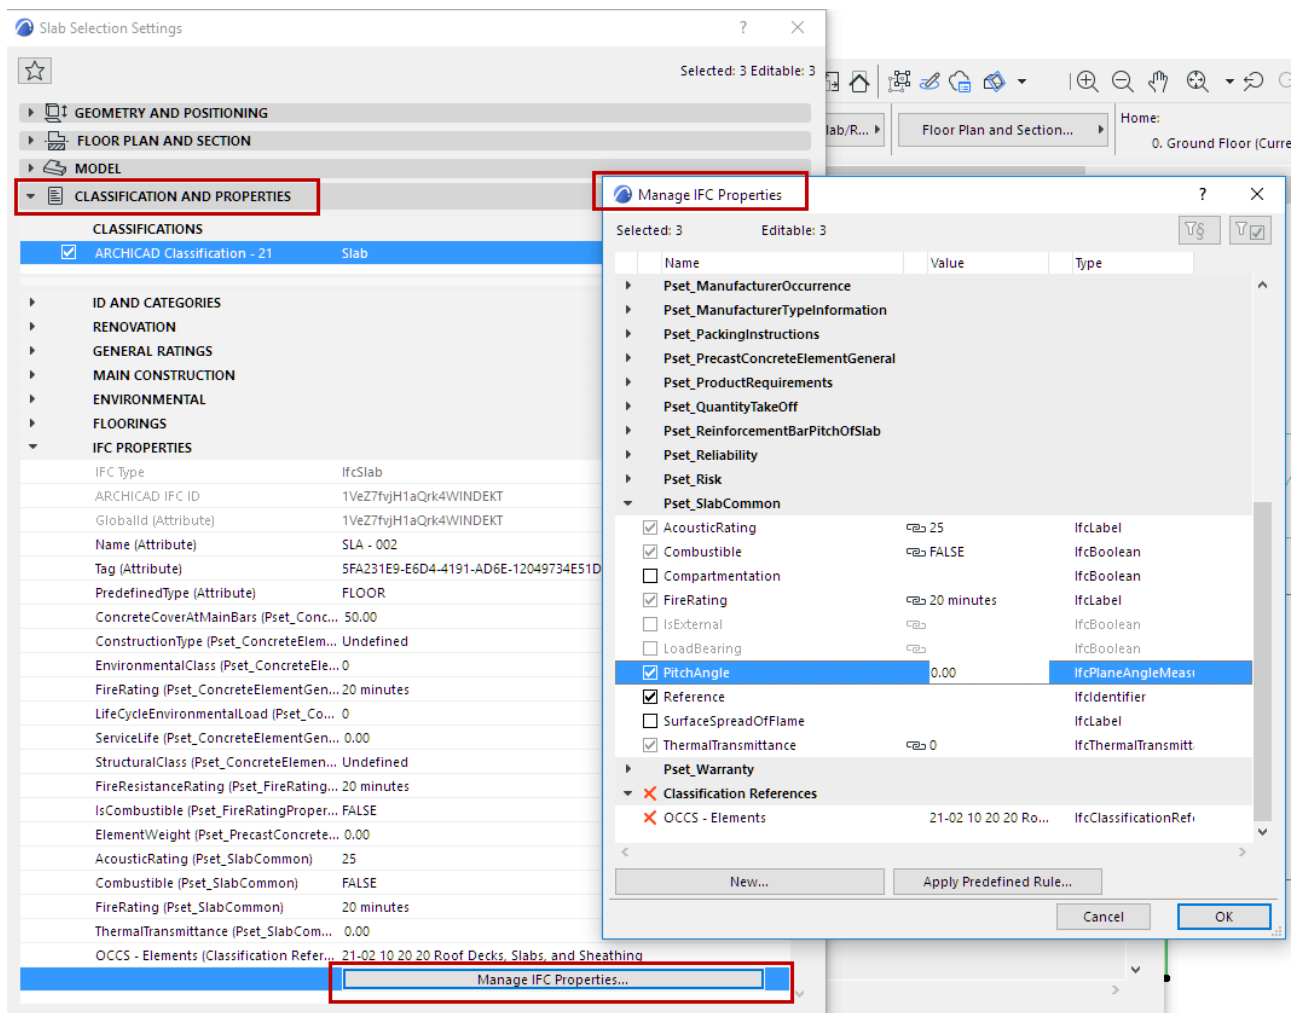 Slab Selection Settings
?
Selected: 3 Editable: 3
GEOMETRY AND POSITIONING
FLOOR PLAN AND SECTION
MODEL
CLASSIFICATION AND PROPERTIES
CLASSIFICATIONS
ARCHICAD Classification - 21 Slab
ID AND CATEGORIES
RENOVATION
GENERAL RATINGS
MAIN CONSTRUCTION
ENVIRONMENTAL
FLOORINGS
IFC PROPERTIES
IFC Type IfcSlab
ARCHICAD IFC ID 1VeZ7fvjH1aQrk4WINDEKT
GlobalId (Attribute) 1VeZ7fvjH1aQrk4WINDEKT
Name (Attribute) SLA - 002
Tag (Attribute) 5FA231E9-E6D4-4191-AD6E-12049734E51D
PredefinedType (Attribute) FLOOR
ConcreteCoverAtMainBars (Pset_Conc... 50.00
ConstructionType (Pset_ConcreteElem... Undefined
EnvironmentalClass (Pset_ConcreteEle... 0
FireRating (Pset_ConcreteElementGen... 20 minutes
LifeCycleEnvironmentalLoad (Pset_Co... 0
ServiceLife (Pset_ConcreteElementGen... 0.00
StructuralClass (Pset_ConcreteElemen... Undefined
FireResistanceRating (Pset_FireRating... 20 minutes
IsCombustible (Pset_FireRatingProper... FALSE
ElementWeight (Pset_PrecastConcrete... 0.00
AcousticRating (Pset_SlabCommon) 25
Combustible (Pset_SlabCommon) FALSE
FireRating (Pset_SlabCommon) 20 minutes
ThermalTransmittance (Pset_SlabCom... 0.00
OCCS - Elements (Classification Refer... 21-02 10 20 20 Roof Decks, Slabs, and Sheathing
Manage IFC Properties...
lab/R...
Floor Plan and Section...
Home:
0. Ground Floor (Curre
Manage IFC Properties
?
Selected: 3 Editable: 3
Name Value Type
Pset_ManufacturerOccurrence
Pset_ManufacturerTypeInformation
Pset_PackingInstructions
Pset_PrecastConcreteElementGeneral
Pset_ProductRequirements
Pset_QuantityTakeOff
Pset_ReinforcementBarPitchOfSlab
Pset_Reliability
Pset_Risk
Pset_SlabCommon
AcousticRating 25 IfcLabel
Combustible FALSE IfcBoolean
Compartmentation IfcBoolean
FireRating 20 minutes IfcLabel
IsExternal IfcBoolean
LoadBearing IfcBoolean
PitchAngle 0.00 IfcPlaneAngleMeasu
Reference IfcIdentifier
SurfaceSpreadOfFlame IfcLabel
ThermalTransmittance 0 IfcThermalTransmitt
Pset_Warranty
Classification References
OCCS - Elements 21-02 10 20 20 Ro... IfcClassificationRef
New... Apply Predefined Rule...
Cancel OK